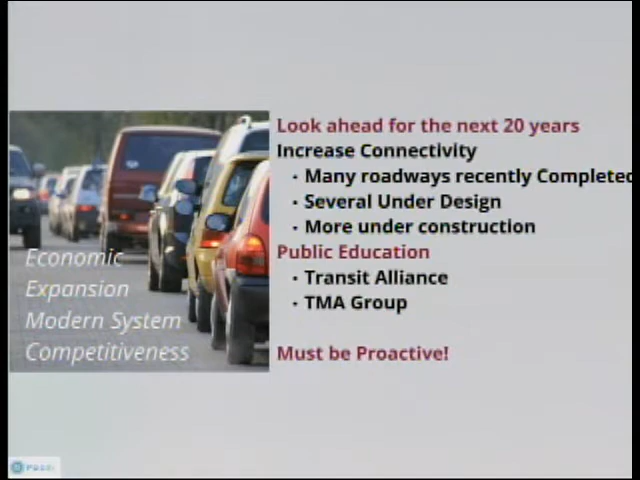 Look ahead for the next 20 years
Increase Connectivity
• Many roadways recently Completed
• Several Under Design
• More under construction
Public Education
• Transit Alliance
• TMA Group
Must be Proactive!
Economic
Expansion
Modern System
Competitiveness